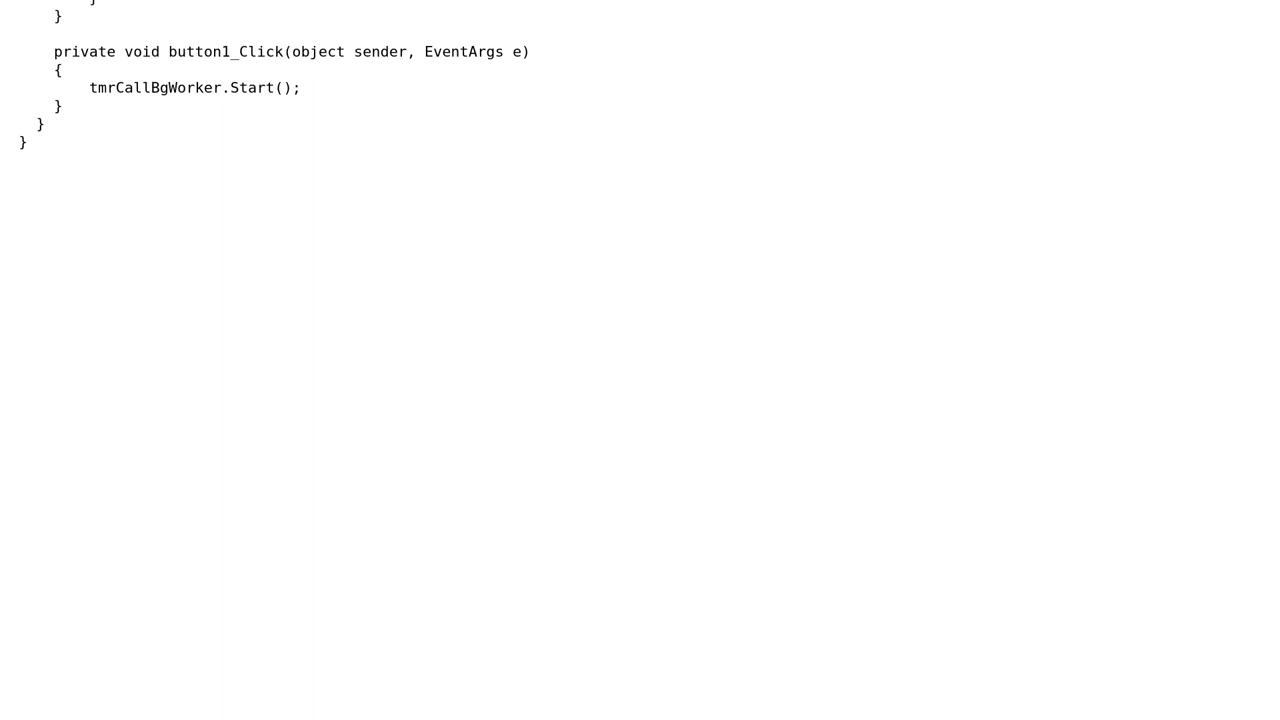 }
private void button1_Click(object sender, EventArgs e)
{
tmrCallBgWorker.Start();
}
}
}